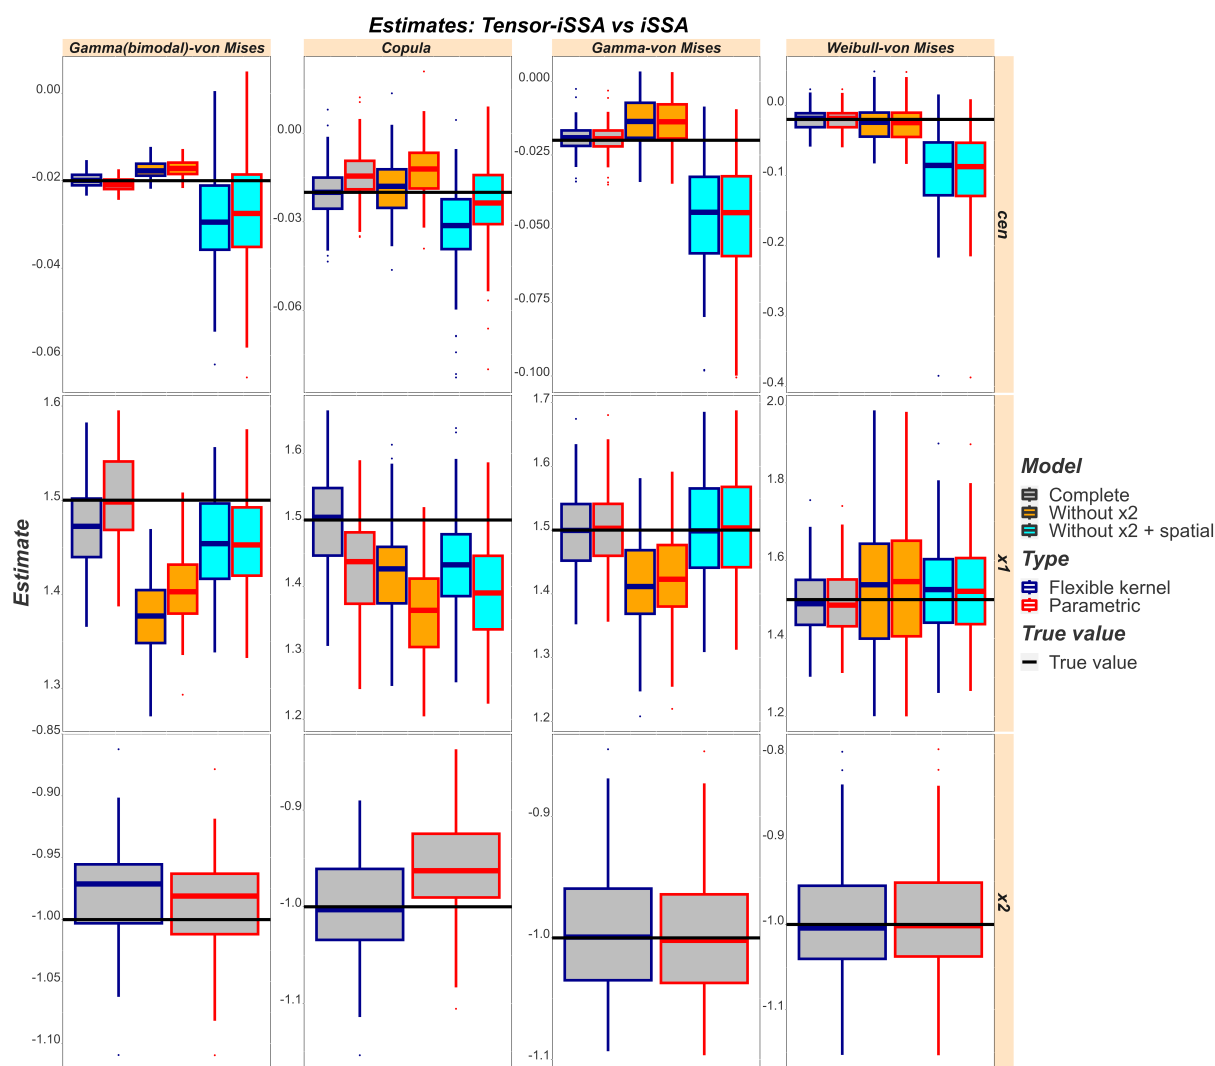 Estimates: Tensor-iSSA vs iSSA
Gamma(bimodal)-von Mises
Copula
Gamma-von Mises
Weibull-von Mises
0.00
-0.02
-0.04
-0.06
0.00
-0.03
-0.06
0.000
-0.025
-0.050
-0.075
-0.100
0.0
-0.1
-0.2
-0.3
-0.4
cen
1.6
1.5
1.4
1.3
1.6
1.5
1.4
1.3
1.2
1.7
1.6
1.5
1.4
1.3
1.2
2.0
1.8
1.6
1.4
1.2
x1
Estimate
-0.85
-0.90
-0.95
-1.00
-1.05
-1.10
-0.9
-1.0
-1.1
-0.9
-1.0
-1.1
-0.8
-0.9
-1.0
-1.1
x2
Model
Complete
Without x2
Without x2 + spatial
Type
Flexible kernel
Parametric
True value
True value